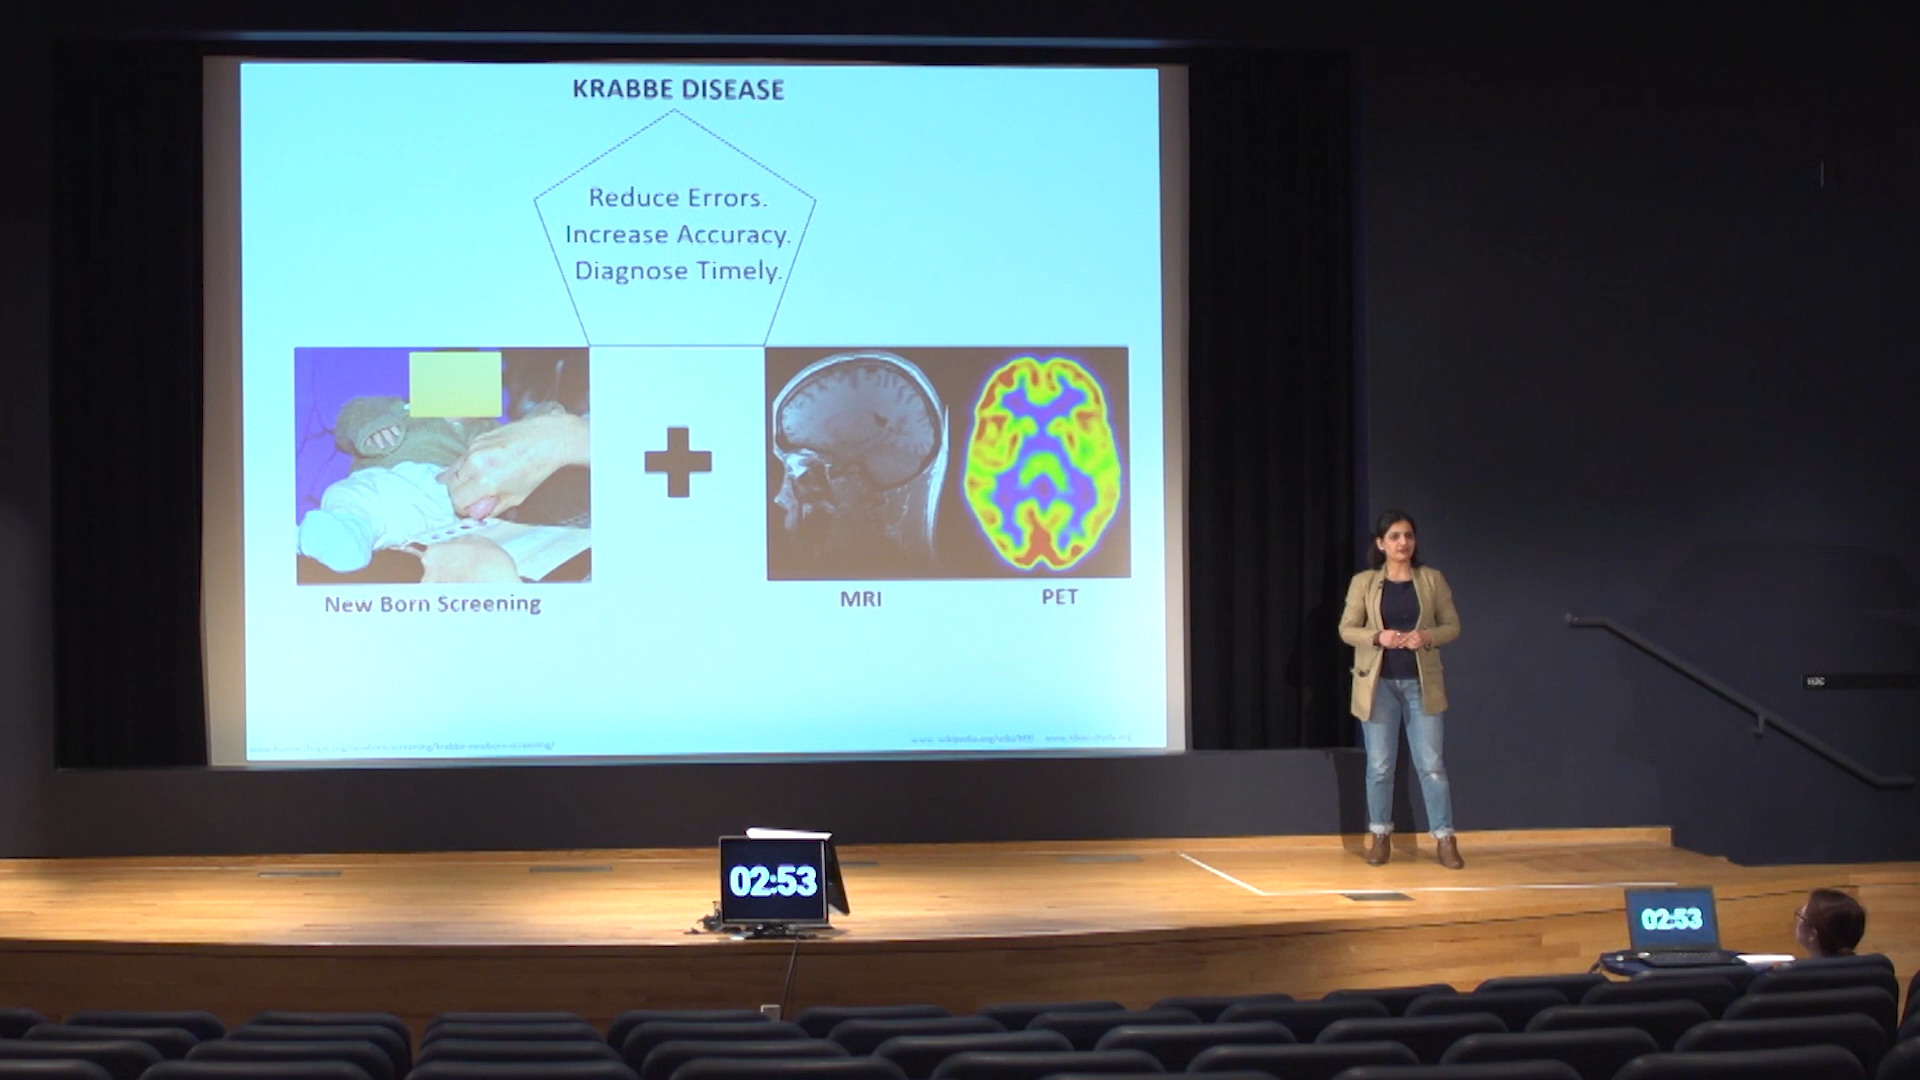 KRABBE DISEASE
Reduce Errors.
Increase Accuracy.
Diagnose Timely.
New Born Screening
MRI
PET
02:53
02:53